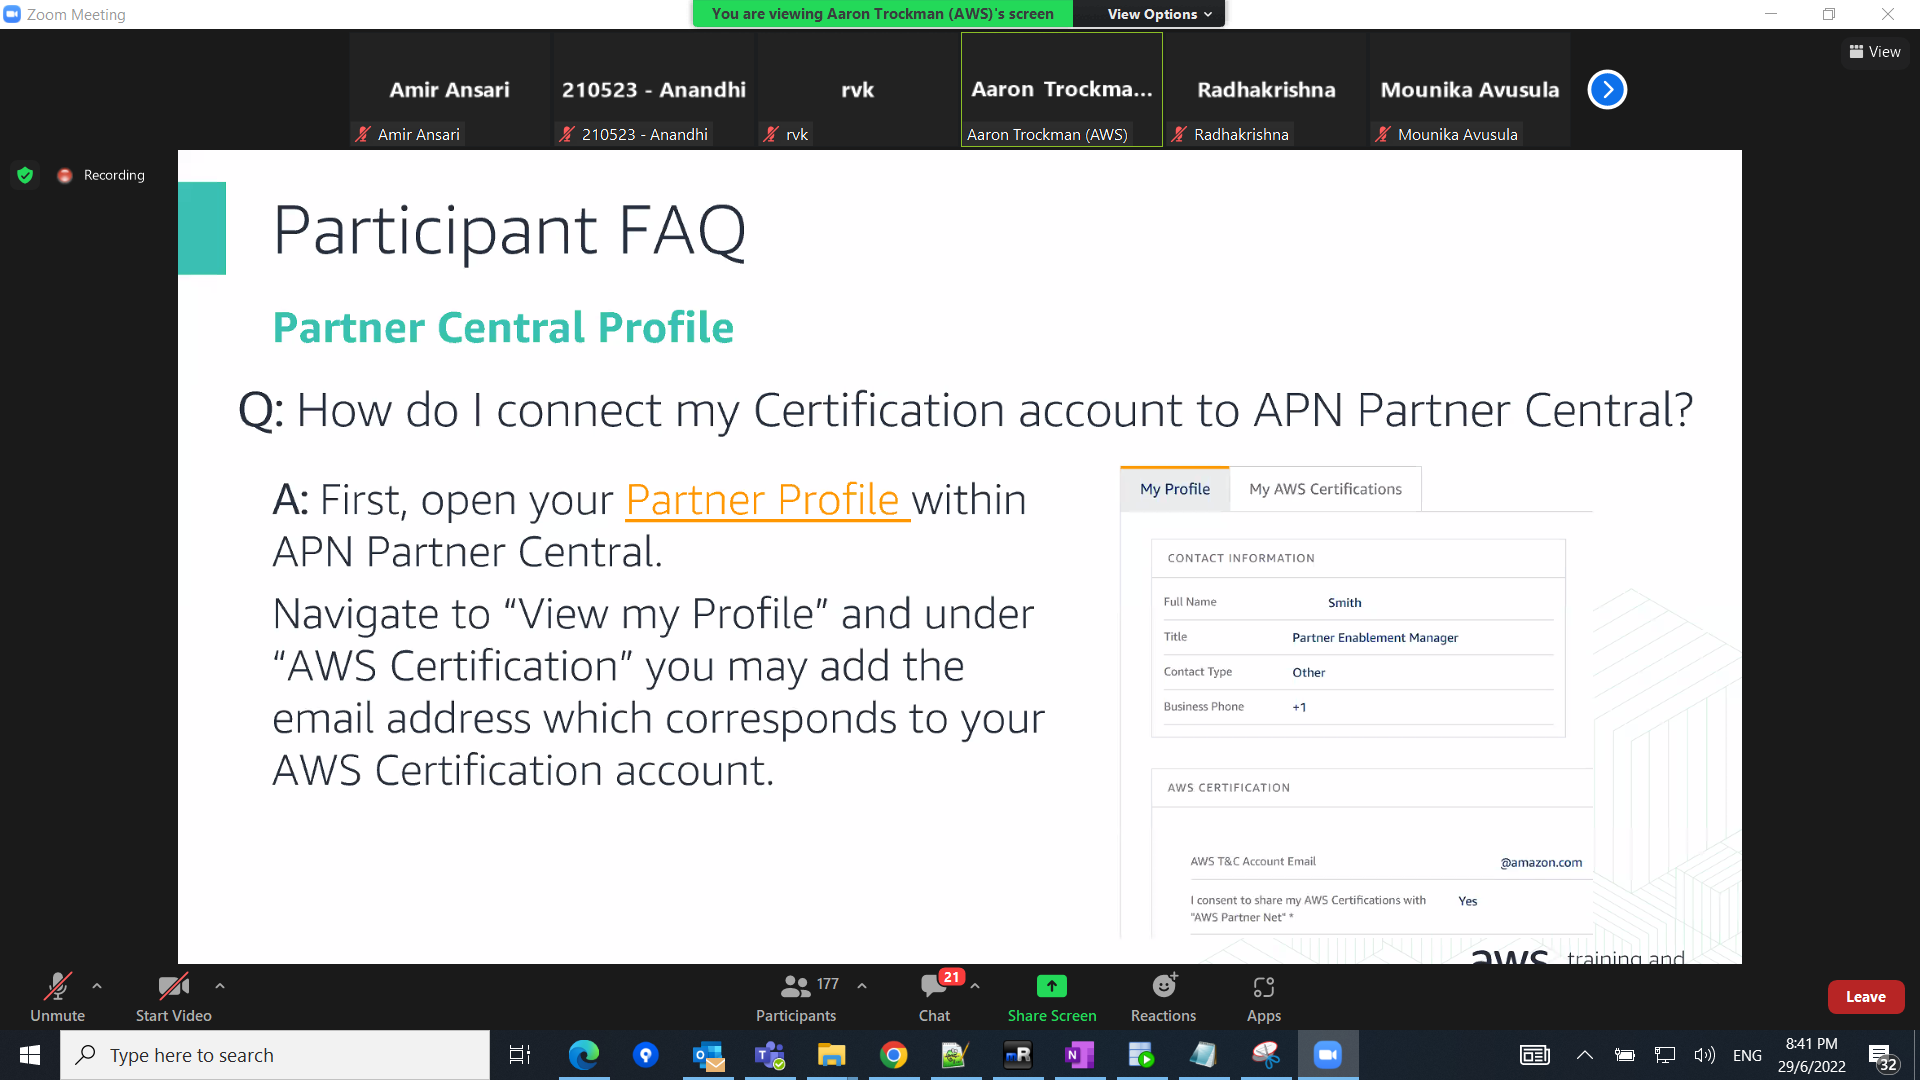 Zoom Meeting
You are viewing Aaron Trockman (AWS)'s screen
View Options
View
Amir Ansari
210523 - Anandhi
rvk
Aaron Trockma...
Radhakrishna
Mounika Avusula
Amir Ansari
210523 - Anandhi
rvk
Aaron Trockman (AWS)
Radhakrishna
Mounika Avusula
Recording
Participant FAQ
Partner Central Profile
Q: How do I connect my Certification account to APN Partner Central?
A: First, open your Partner Profile within
APN Partner Central.
Navigate to “View my Profile” and under
“AWS Certification” you may add the
email address which corresponds to your
AWS Certification account.
My Profile
My AWS Certifications
CONTACT INFORMATION
Full Name Smith
Title Partner Enablement Manager
Contact Type Other
Business Phone +1
AWS CERTIFICATION
AWS T&C Account Email @amazon.com
I consent to share my AWS Certifications with Yes
"AWS Partner Net" *
aws training and
Unmute
Start Video
177
Participants
21
Chat
Share Screen
Reactions
Apps
Leave
Type here to search
mR
ENG
8:41 PM
29/6/2022
32